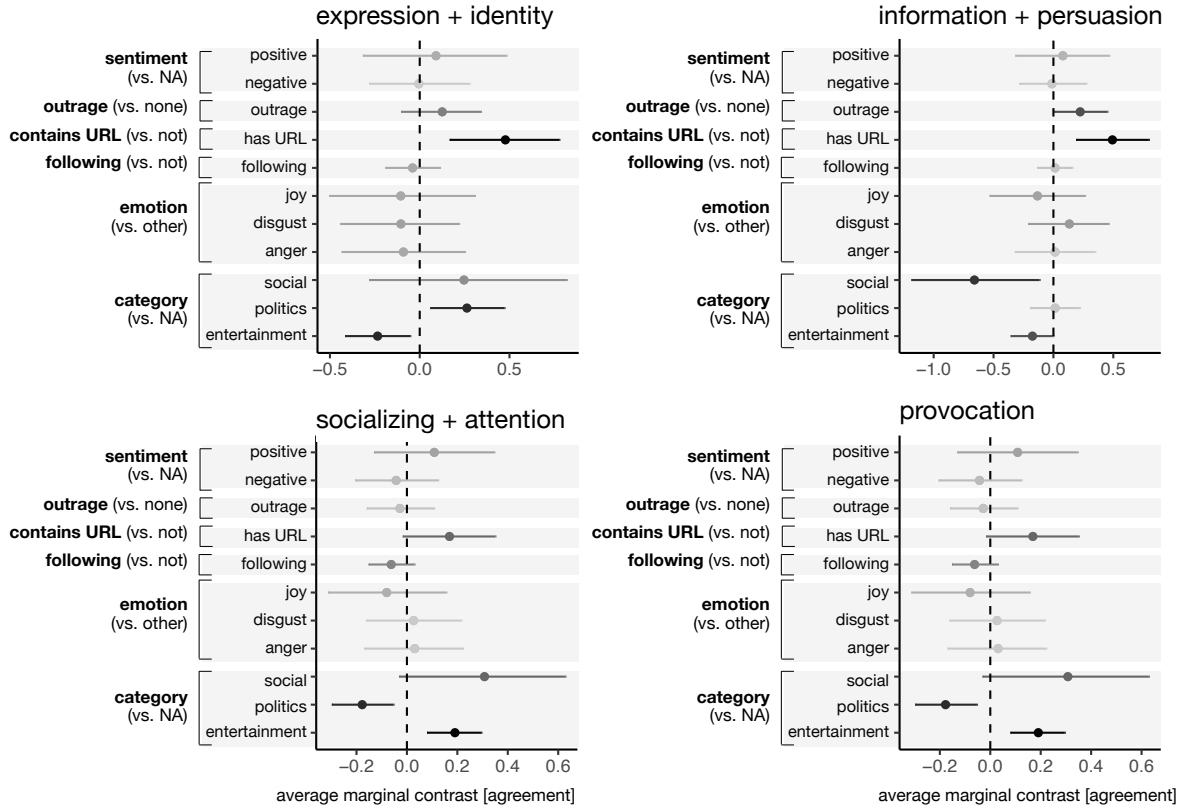 expression + identity
sentiment
(vs. NA)
positive
negative
outrage (vs. none)
outrage
contains URL (vs. not)
has URL
following (vs. not)
following
emotion
(vs. other)
joy
disgust
anger
category
(vs. NA)
social
politics
entertainment
−0.5
0.0
0.5
information + persuasion
sentiment
(vs. NA)
positive
negative
outrage (vs. none)
outrage
contains URL (vs. not)
has URL
following (vs. not)
following
emotion
(vs. other)
joy
disgust
anger
category
(vs. NA)
social
politics
entertainment
−1.0
−0.5
0.0
0.5
socializing + attention
sentiment
(vs. NA)
positive
negative
outrage (vs. none)
outrage
contains URL (vs. not)
has URL
following (vs. not)
following
emotion
(vs. other)
joy
disgust
anger
category
(vs. NA)
social
politics
entertainment
−0.2
0.0
0.2
0.4
0.6
average marginal contrast [agreement]
provocation
sentiment
(vs. NA)
positive
negative
outrage (vs. none)
outrage
contains URL (vs. not)
has URL
following (vs. not)
following
emotion
(vs. other)
joy
disgust
anger
category
(vs. NA)
social
politics
entertainment
−0.2
0.0
0.2
0.4
0.6
average marginal contrast [agreement]